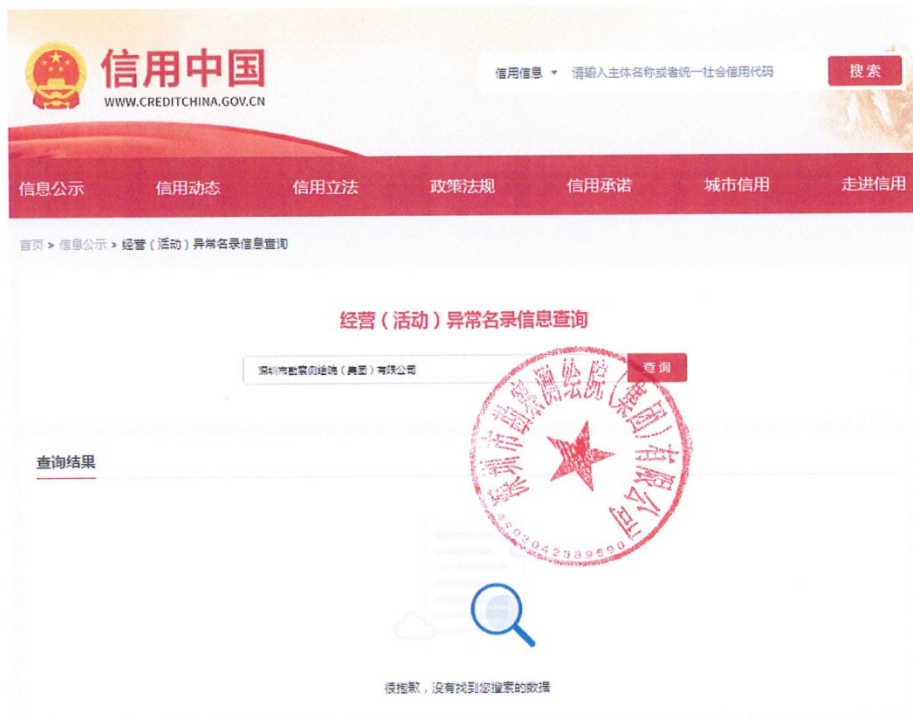 信用中国
WWW.CREDITCHINA.GOV.CN
信用信息 请输入主体名称或者统一社会信用代码 搜索
信息公示 信用动态 信用立法 政策法规 信用承诺 城市信用 走进信用
首页 > 信息公示 > 经营（活动）异常名录信息查询
经营（活动）异常名录信息查询
深圳市勘察测绘院（集团）有限公司 查询
深圳市勘察测绘院（集团）有限公司
查询结果
很抱歉，没有找到您搜索的数据